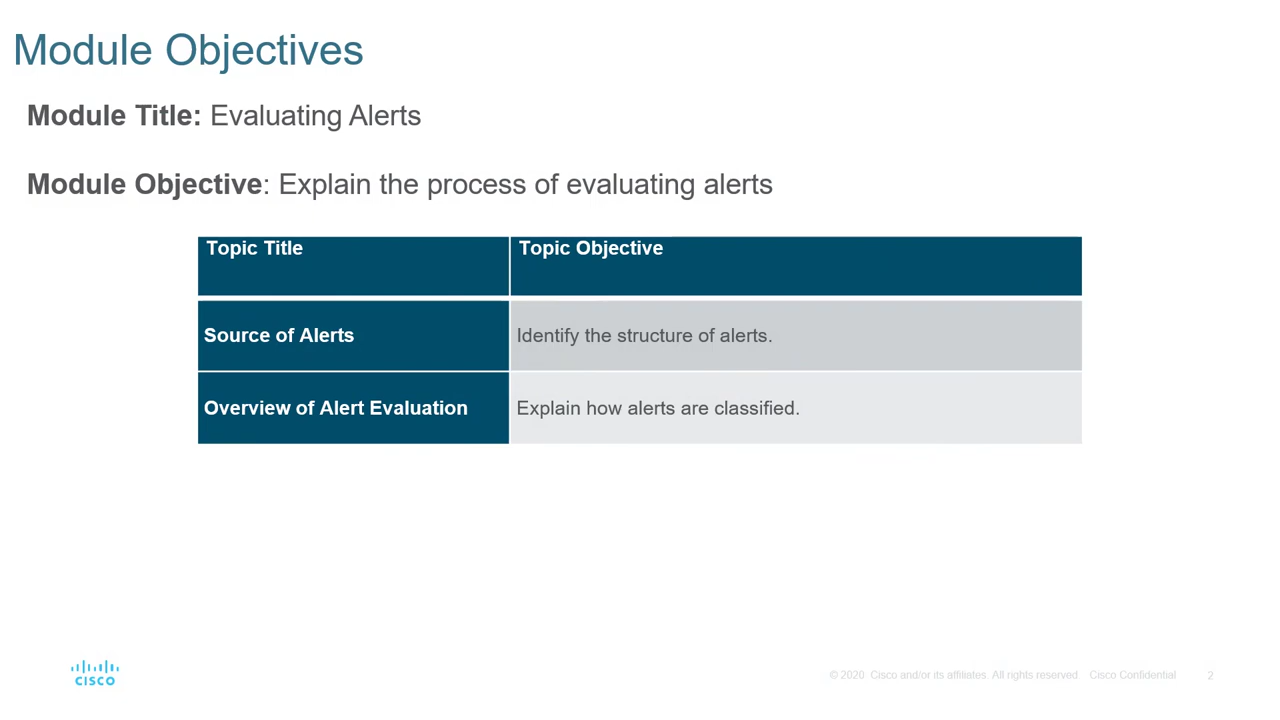 Module Objectives
Module Title: Evaluating Alerts
Module Objective: Explain the process of evaluating alerts
Topic Title Topic Objective
Source of Alerts Identify the structure of alerts.
Overview of Alert Evaluation Explain how alerts are classified.
CISCO
© 2020 Cisco and/or its affiliates. All rights reserved. Cisco Confidential 2